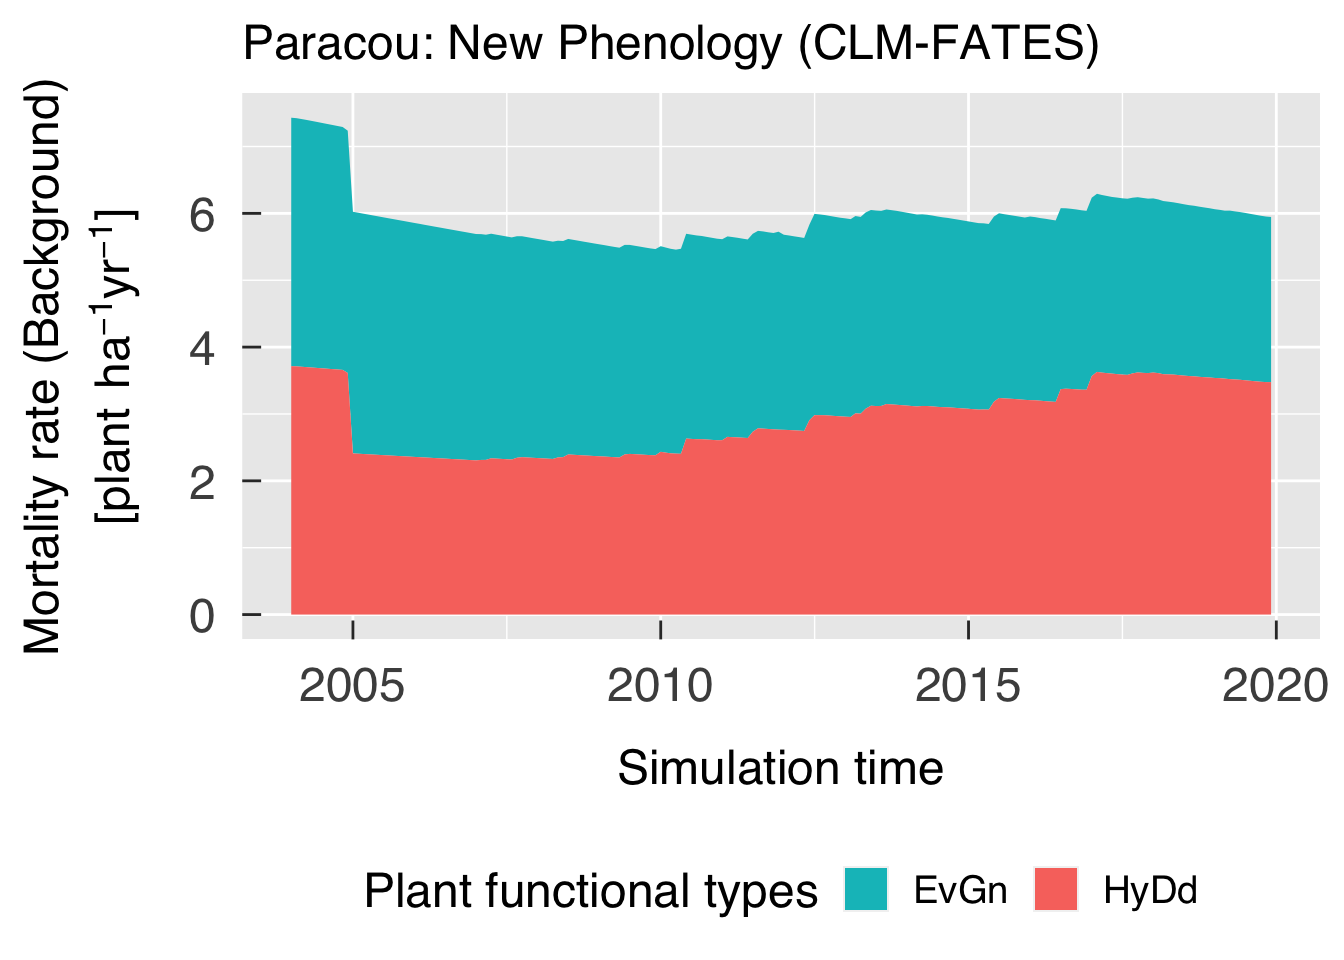 Paracou: New Phenology (CLM-FATES)
Mortality rate (Background)
[plant ha⁻¹yr⁻¹]
6
4
2
0
2005 2010 2015 2020
Simulation time
Plant functional types EvGn HyDd